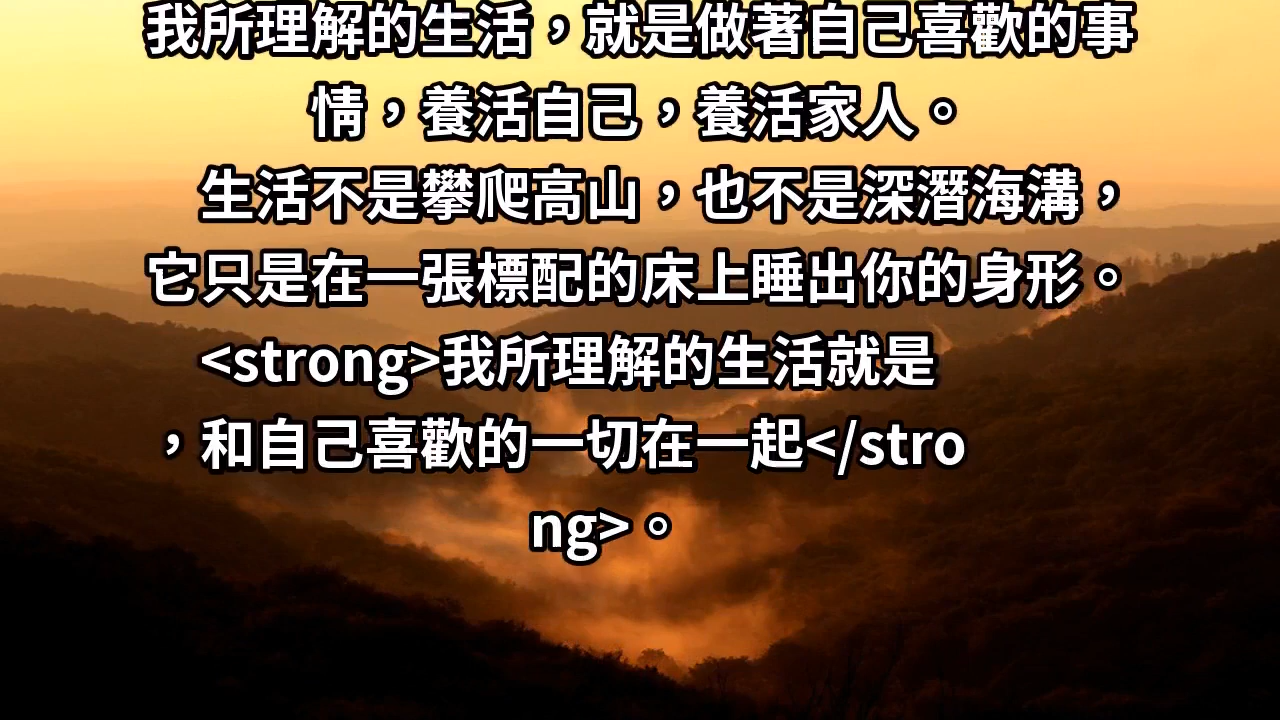 我所理解的生活，就是做著自己喜歡的事
情，養活自己，養活家人。
生活不是攀爬高山，也不是深潛海溝，
它只是在一張標配的床上睡出你的身形。
<strong>我所理解的生活就是
，和自己喜歡的一切在一起</stro
ng>。